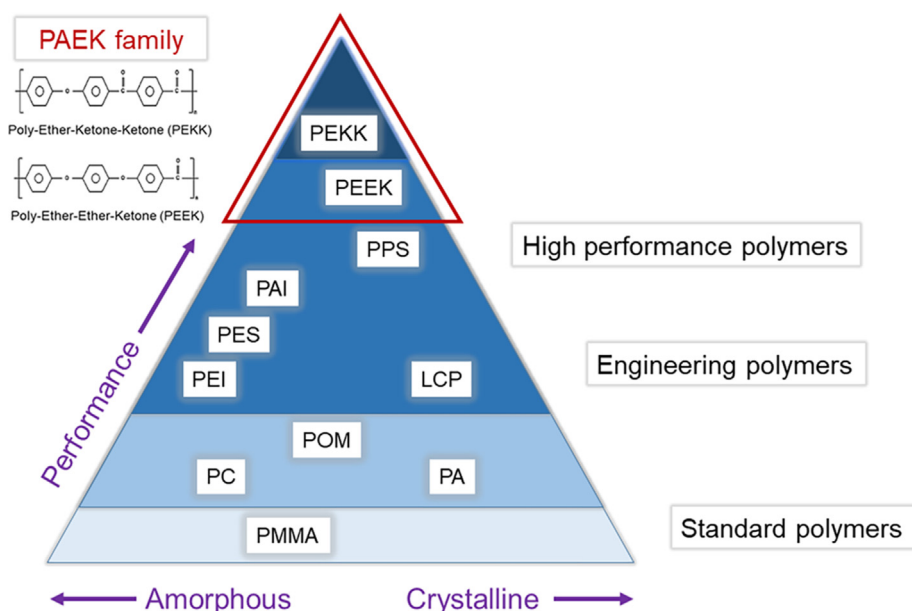 PAEK family
Poly-Ether-Ketone-Ketone (PEKK)
Poly-Ether-Ether-Ketone (PEEK)
Performance
PEKK
PEEK
PPS
PAI
PES
PEI
LCP
POM
PC
PA
PMMA
High performance polymers
Engineering polymers
Standard polymers
Amorphous
Crystalline